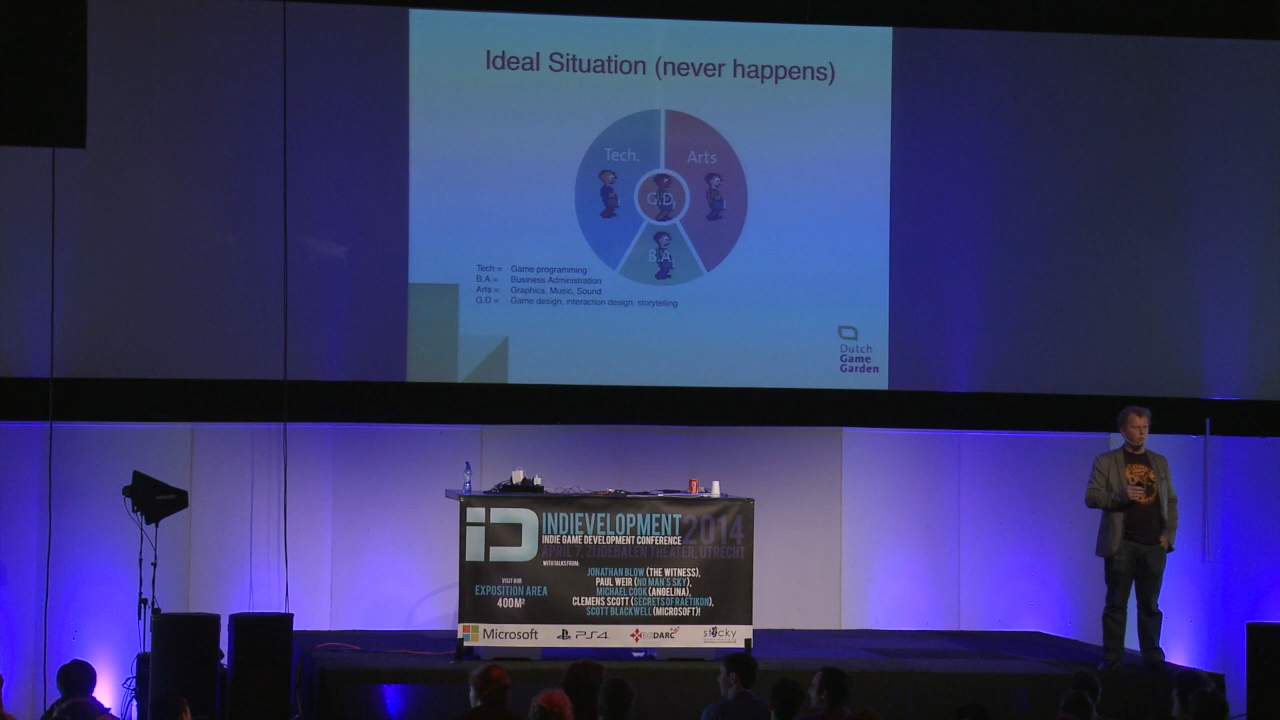 Ideal Situation (never happens)
Tech.
Arts
G.D.
B.A.
Tech = Game programming
B.A.= Business Administration
Arts = Graphics, Music, Sound
G.D = Game design, interaction design, storytelling
Dutch
Game
Garden
iD
INDIEVELOPMENT 2014
INDIE GAME DEVELOPMENT CONFERENCE
APRIL 7, ZIJDEBALEN THEATER, UTRECHT
WITH TALKS FROM:
JONATHAN BLOW (THE WITNESS),
PAUL WEIR (NO MAN'S SKY),
MICHAEL COOK (ANGELINA),
CLEMENS SCOTT (SECRETS OF RAETIKON),
SCOTT BLACKWELL (MICROSOFT)!
VISIT OUR
EXPOSITION AREA
400M²
Microsoft
PS4